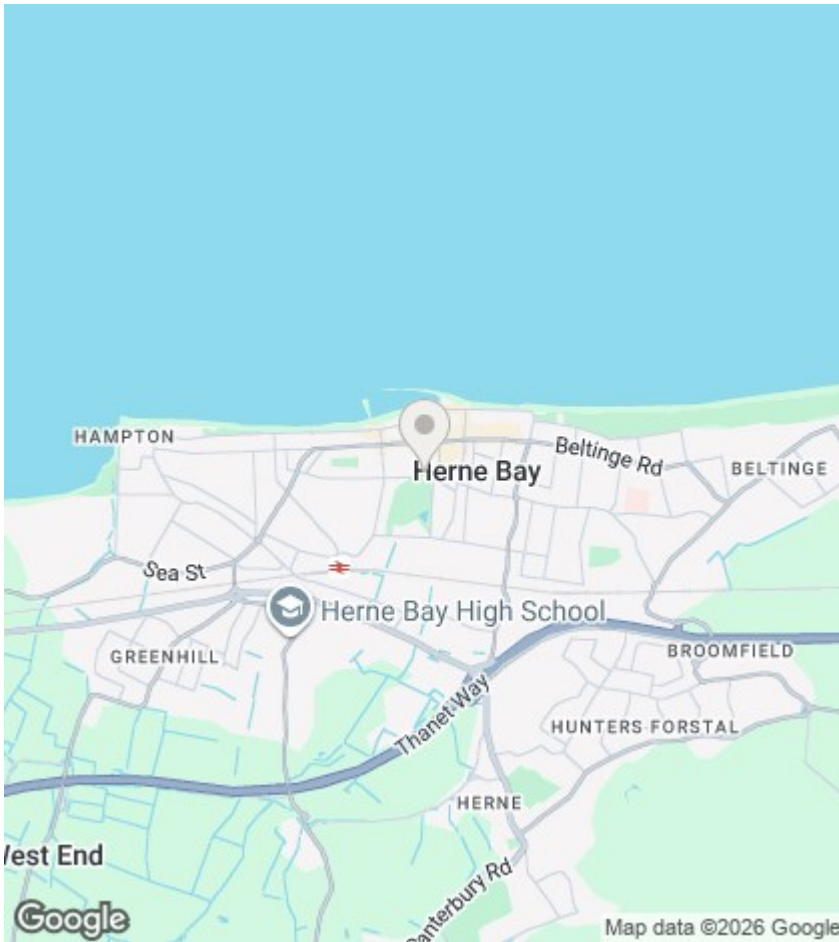 HAMPTON
Herne Bay
Beltinge Rd
BELTINGE
Sea St
Herne Bay High School
GREENHILL
BROOMFIELD
Thanet Way
HUNTERS FORSTAL
HERNE
West End
Canterbury Rd
Google
Map data ©2026 Google